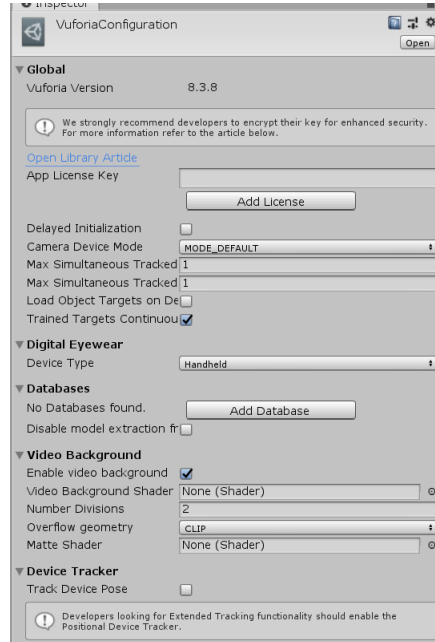 Inspector
VuforiaConfiguration
Open
Global
Vuforia Version 8.3.8
We strongly recommend developers to encrypt their key for enhanced security.
For more information refer to the article below.
Open Library Article
App License Key
Add License
Delayed Initialization
Camera Device Mode MODE_DEFAULT
Max Simultaneous Tracked 1
Max Simultaneous Tracked 1
Load Object Targets on De
Trained Targets Continuou
Digital Eyewear
Device Type Handheld
Databases
No Databases found. Add Database
Disable model extraction fr
Video Background
Enable video background
Video Background Shader None (Shader)
Number Divisions 2
Overflow geometry CLIP
Matte Shader None (Shader)
Device Tracker
Track Device Pose
Developers looking for Extended Tracking functionality should enable the
Positional Device Tracker.